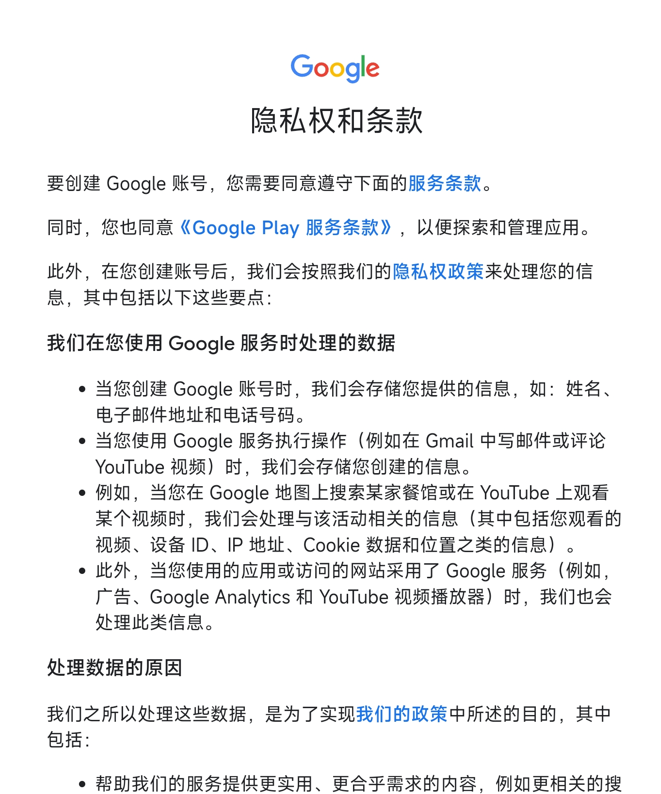 Google
隐私权和条款
要创建 Google 账号，您需要同意遵守下面的服务条款。
同时，您也同意《Google Play 服务条款》，以便探索和管理应用。
此外，在您创建账号后，我们会按照我们的隐私权政策来处理您的信
息，其中包括以下这些要点：
我们在您使用 Google 服务时处理的数据
• 当您创建 Google 账号时，我们会存储您提供的信息，如：姓名、
电子邮件地址和电话号码。
• 当您使用 Google 服务执行操作（例如在 Gmail 中写邮件或评论
YouTube 视频）时，我们会存储您创建的信息。
• 例如，当您在 Google 地图上搜索某家餐馆或在 YouTube 上观看
某个视频时，我们会处理与该活动相关的信息（其中包括您观看的
视频、设备 ID、IP 地址、Cookie 数据和位置之类的信息）。
• 此外，当您使用的应用或访问的网站采用了 Google 服务（例如，
广告、Google Analytics 和 YouTube 视频播放器）时，我们也会
处理此类信息。
处理数据的原因
我们之所以处理这些数据，是为了实现我们的政策中所述的目的，其中
包括：
• 帮助我们的服务提供更实用、更合乎需求的内容，例如更相关的搜